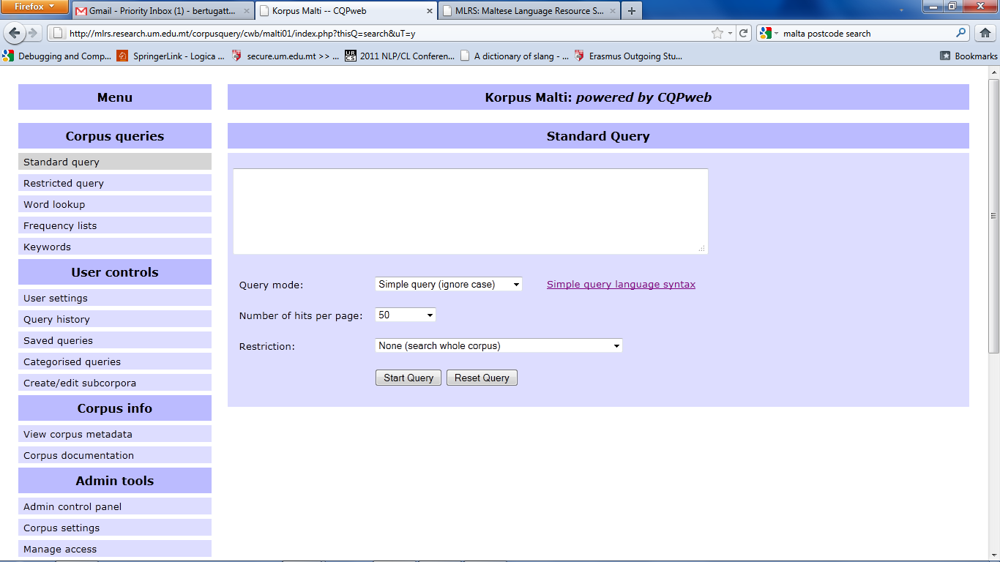 Firefox
Gmail - Priority Inbox (1) - bertugatt...
Korpus Malti -- CQPweb
MLRS: Maltese Language Resource S...
http://mlrs.research.um.edu.mt/corpusquery/cwb/malti01/index.php?thisQ=search&uT=y
malta postcode search
Debugging and Comp...
SpringerLink - Logica ...
secure.um.edu.mt >> ...
2011 NLP/CL Conferen...
A dictionary of slang - ...
Erasmus Outgoing Stu...
Bookmarks
Menu
Korpus Malti: powered by CQPweb
Corpus queries
Standard Query
Standard query
Restricted query
Word lookup
Frequency lists
Keywords
User controls
User settings
Query history
Saved queries
Categorised queries
Create/edit subcorpora
Corpus info
View corpus metadata
Corpus documentation
Admin tools
Admin control panel
Corpus settings
Manage access
Query mode:
Simple query (ignore case)
Simple query language syntax
Number of hits per page:
50
Restriction:
None (search whole corpus)
Start Query
Reset Query